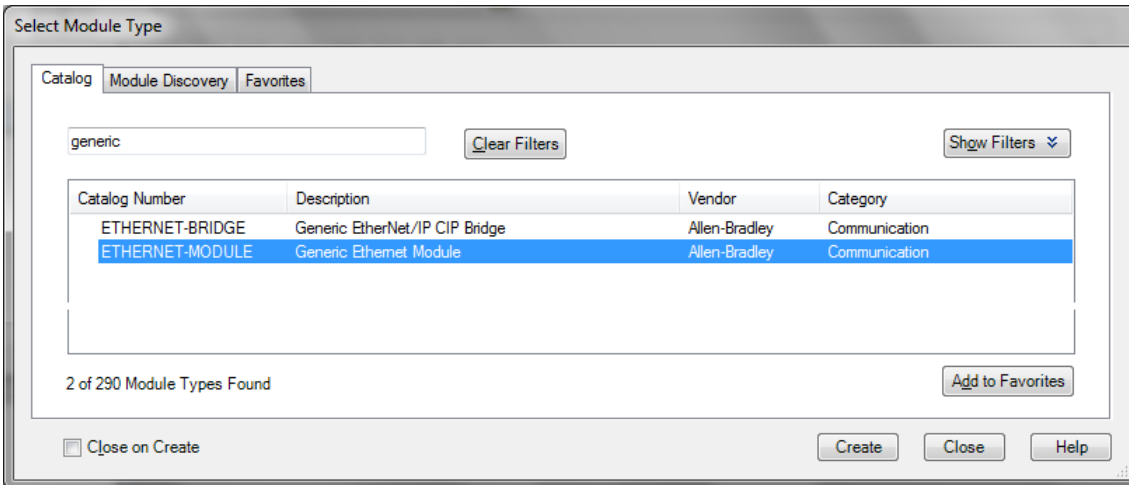 Select Module Type
Catalog Module Discovery Favorites
generic Clear Filters Show Filters
Catalog Number Description Vendor Category
ETHERNET-BRIDGE Generic EtherNet/IP CIP Bridge Allen-Bradley Communication
ETHERNET-MODULE Generic Ethernet Module Allen-Bradley Communication
2 of 290 Module Types Found Add to Favorites
Close on Create Create Close Help